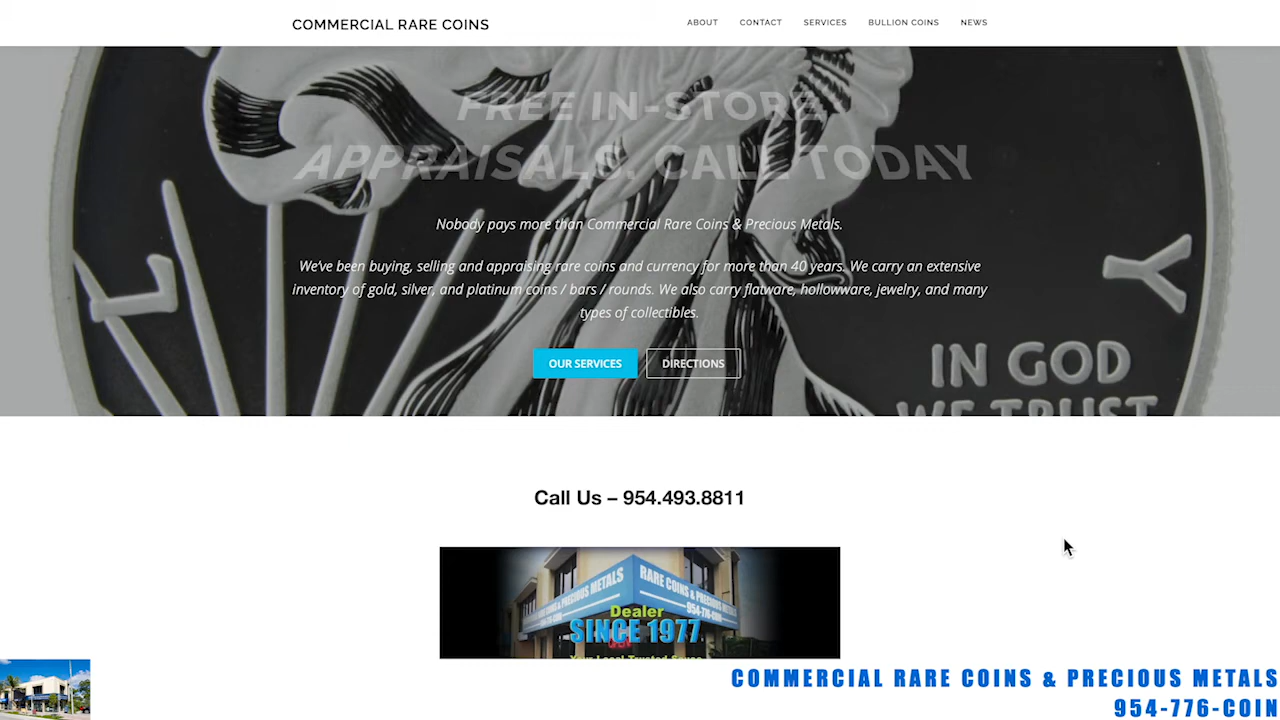 COMMERCIAL RARE COINS
ABOUT CONTACT SERVICES BULLION COINS NEWS
FREE IN-STORE
APPRAISALS. CALL TODAY
Nobody pays more than Commercial Rare Coins & Precious Metals.
We've been buying, selling and appraising rare coins and currency for more than 40 years. We carry an extensive
inventory of gold, silver, and platinum coins / bars / rounds. We also carry flatware, hollowware, jewelry, and many
types of collectibles.
OUR SERVICES DIRECTIONS
L
Y
IN GOD
WE TRUST
Call Us – 954.493.8811
RARE COINS & PRECIOUS METALS
954-776-COIN
Dealer
SINCE 1977
OPEN
COMMERCIAL RARE COINS & PRECIOUS METALS
954-776-COIN